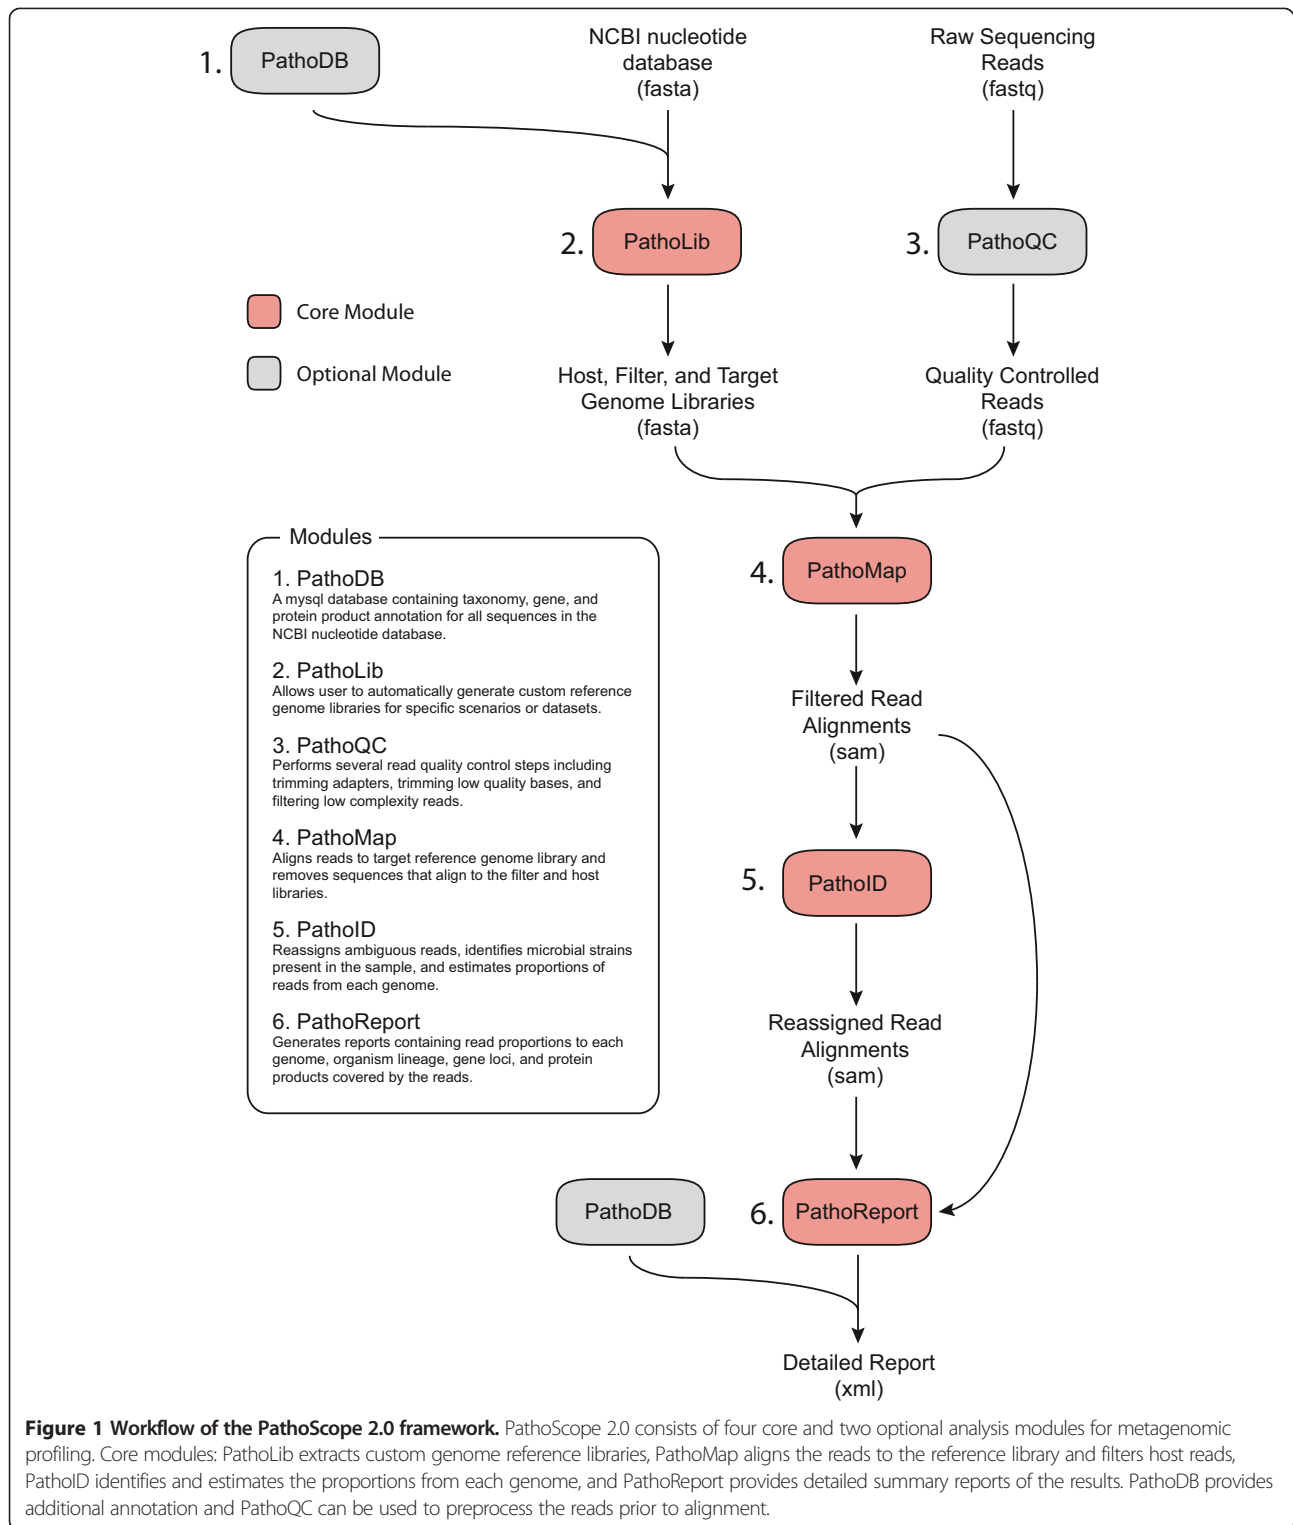 1. PathoDB
NCBI nucleotide
database
(fasta)
Raw Sequencing
Reads
(fastq)
2. PathoLib
3. PathoQC
Core Module
Optional Module
Host, Filter, and Target
Genome Libraries
(fasta)
Quality Controlled
Reads
(fastq)
4. PathoMap
Filtered Read
Alignments
(sam)
5. PathoID
Reassigned Read
Alignments
(sam)
PathoDB
6. PathoReport
Detailed Report
(xml)
Modules
1. PathoDB
A mysql database containing taxonomy, gene, and
protein product annotation for all sequences in the
NCBI nucleotide database.
2. PathoLib
Allows user to automatically generate custom reference
genome libraries for specific scenarios or datasets.
3. PathoQC
Performs several read quality control steps including
trimming adapters, trimming low quality bases, and
filtering low complexity reads.
4. PathoMap
Aligns reads to target reference genome library and
removes sequences that align to the filter and host
libraries.
5. PathoID
Reassigns ambiguous reads, identifies microbial strains
present in the sample, and estimates proportions of
reads from each genome.
6. PathoReport
Generates reports containing read proportions to each
genome, organism lineage, gene loci, and protein
products covered by the reads.
Figure 1 Workflow of the PathoScope 2.0 framework. PathoScope 2.0 consists of four core and two optional analysis modules for metagenomic
profiling. Core modules: PathoLib extracts custom genome reference libraries, PathoMap aligns the reads to the reference library and filters host reads,
PathoID identifies and estimates the proportions from each genome, and PathoReport provides detailed summary reports of the results. PathoDB provides
additional annotation and PathoQC can be used to preprocess the reads prior to alignment.